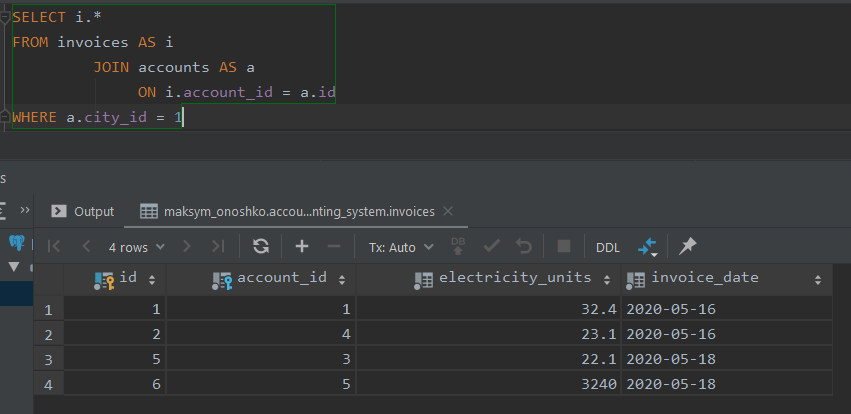 SELECT i.*
FROM invoices AS i
JOIN accounts AS a
ON i.account_id = a.id
WHERE a.city_id = 1
s
Output maksym_onoshko.accou...nting_system.invoices
4 rows Tx: Auto DB DDL
id account_id electricity_units invoice_date
1 1 1 32.4 2020-05-16
2 2 4 23.1 2020-05-16
3 5 3 22.1 2020-05-18
4 6 5 3240 2020-05-18